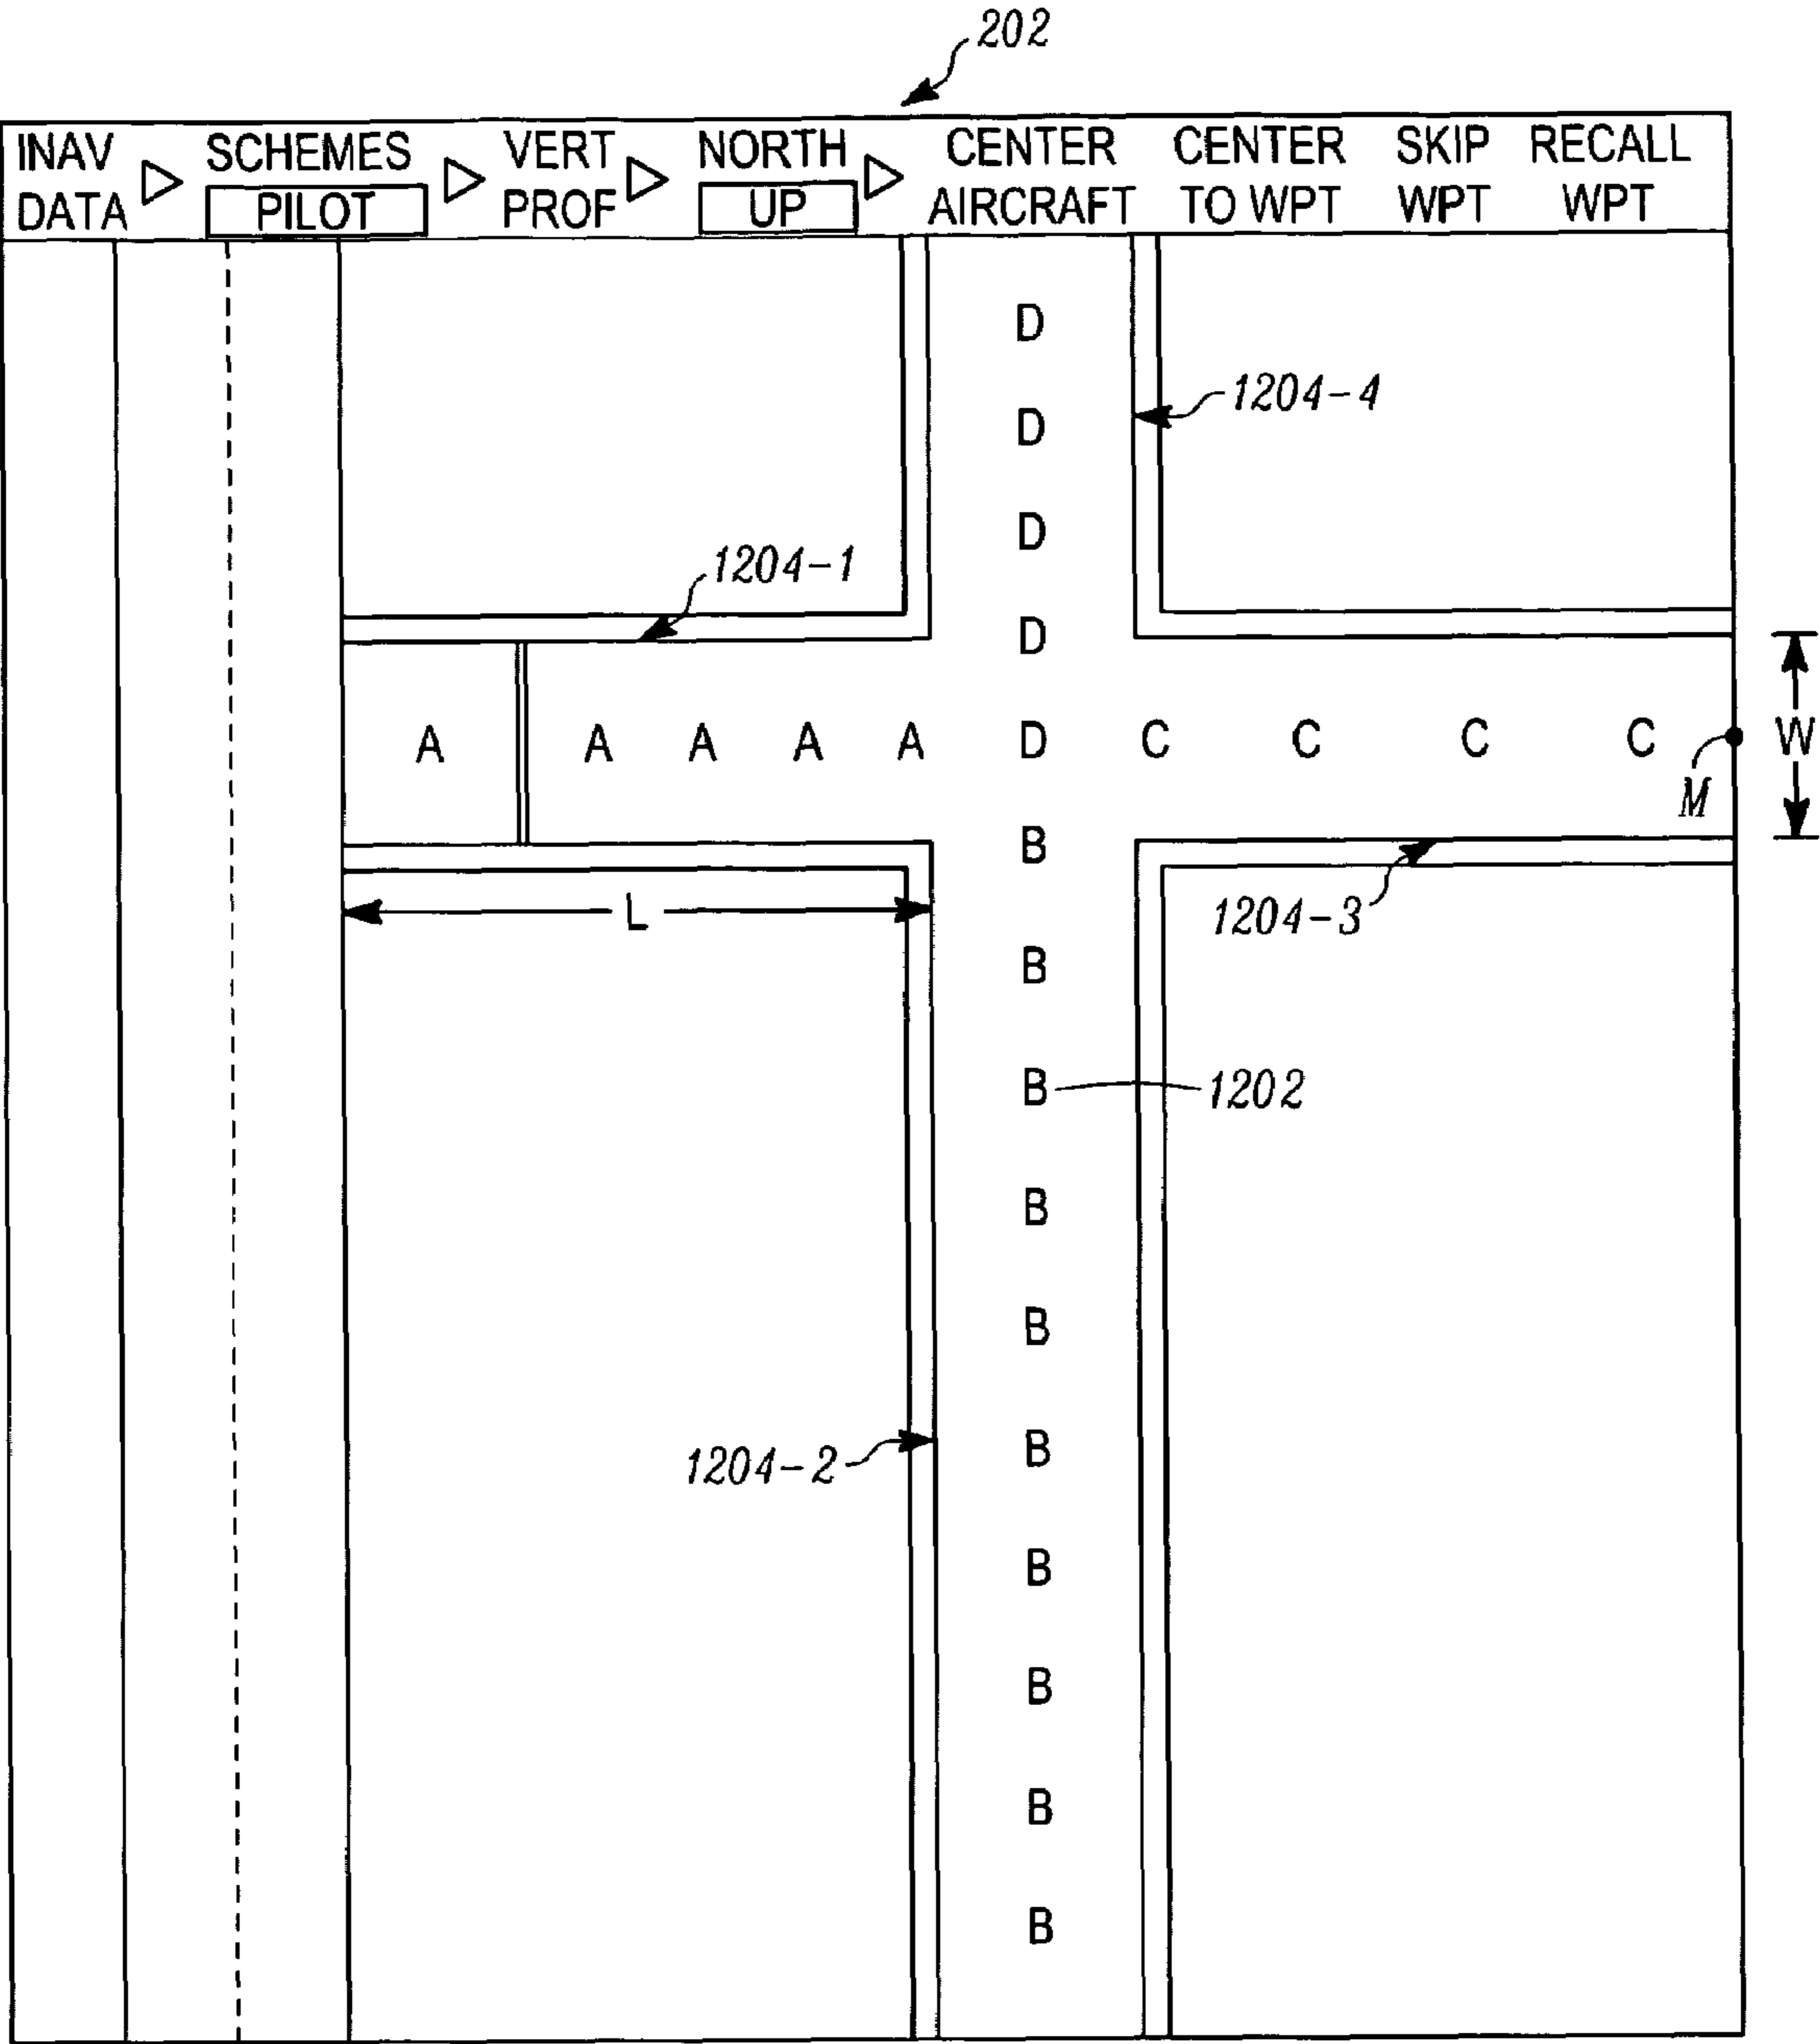 202
INAV SCHEMES VERT NORTH CENTER CENTER SKIP RECALL
DATA PILOT PROF UP AIRCRAFT TO WPT WPT WPT
D
D 1204-4
D
1204-1
D
A A A A A D C C C C W
M
B
L 1204-3
B
B 1202
B
B
B
1204-2
B
B
B
B